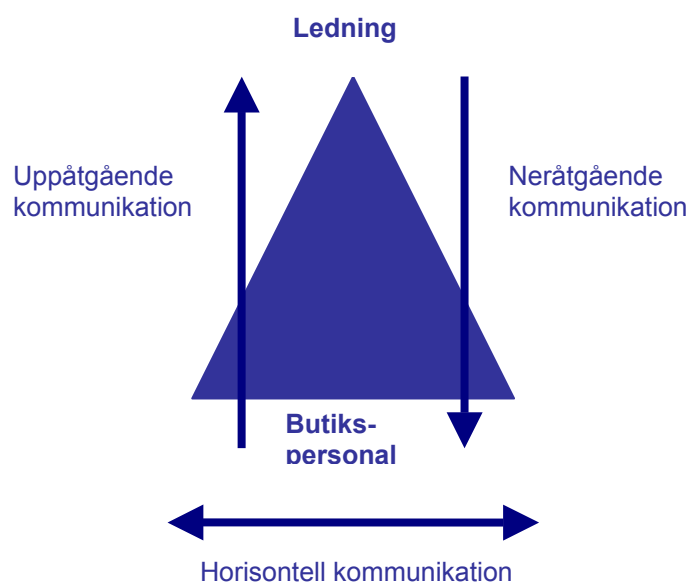 Ledning
Uppåtgående
kommunikation
Neråtgående
kommunikation
Butiks-
personal
Horisontell kommunikation